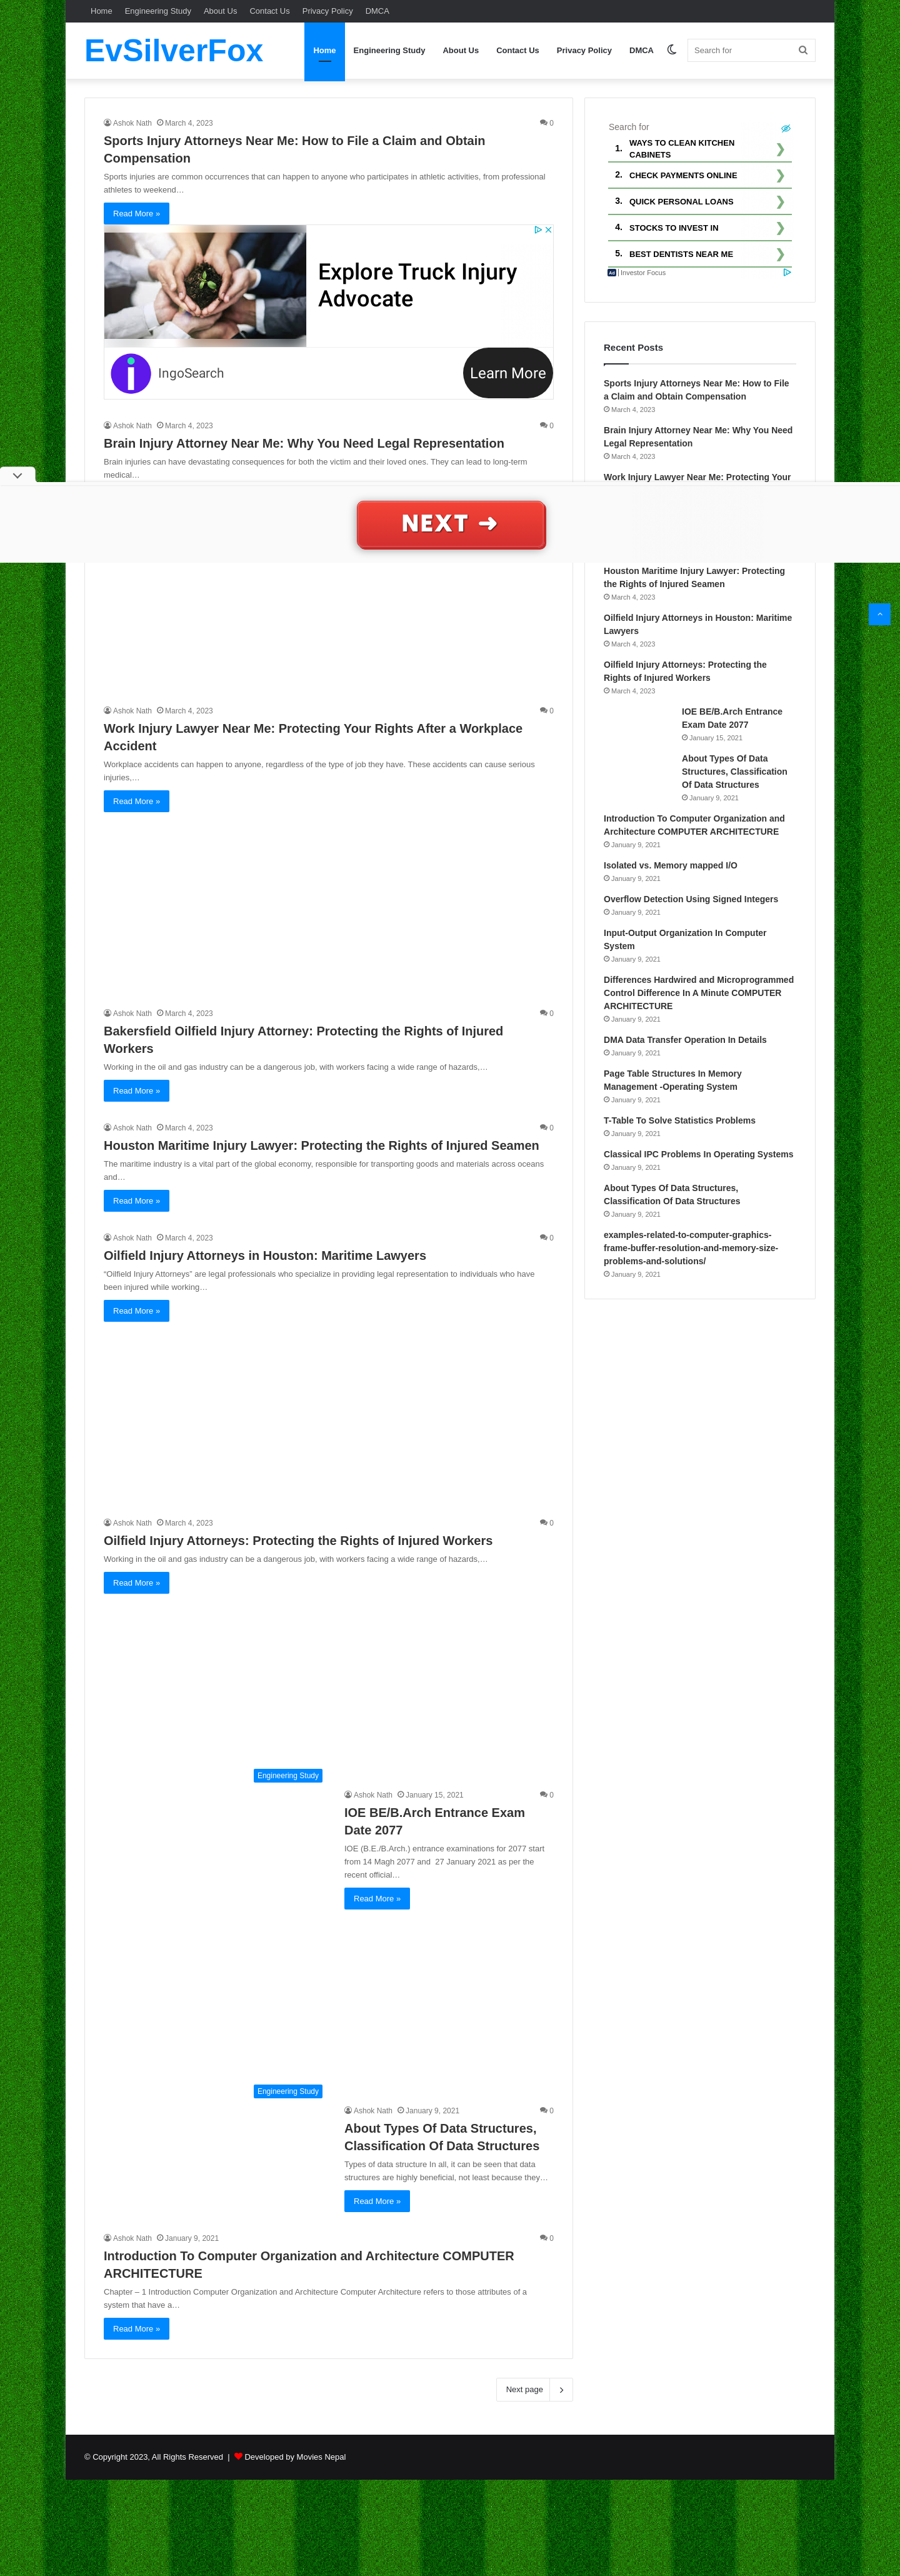 Home Engineering Study About Us Contact Us Privacy Policy DMCA
EvSilverFox
Home Engineering Study About Us Contact Us Privacy Policy DMCA Search for
Ashok Nath March 4, 2023 0
Sports Injury Attorneys Near Me: How to File a Claim and Obtain
Compensation
Sports injuries are common occurrences that can happen to anyone who participates in athletic activities, from professional
athletes to weekend…
Read More »
Explore Truck Injury
Advocate
IngoSearch
Learn More
Ashok Nath March 4, 2023 0
Brain Injury Attorney Near Me: Why You Need Legal Representation
Brain injuries can have devastating consequences for both the victim and their loved ones. They can lead to long-term
medical…
NEXT ➜
Ashok Nath March 4, 2023 0
Work Injury Lawyer Near Me: Protecting Your Rights After a Workplace
Accident
Workplace accidents can happen to anyone, regardless of the type of job they have. These accidents can cause serious
injuries,…
Read More »
Ashok Nath March 4, 2023 0
Bakersfield Oilfield Injury Attorney: Protecting the Rights of Injured
Workers
Working in the oil and gas industry can be a dangerous job, with workers facing a wide range of hazards,…
Read More »
Ashok Nath March 4, 2023 0
Houston Maritime Injury Lawyer: Protecting the Rights of Injured Seamen
The maritime industry is a vital part of the global economy, responsible for transporting goods and materials across oceans
and…
Read More »
Ashok Nath March 4, 2023 0
Oilfield Injury Attorneys in Houston: Maritime Lawyers
“Oilfield Injury Attorneys” are legal professionals who specialize in providing legal representation to individuals who have
been injured while working…
Read More »
Ashok Nath March 4, 2023 0
Oilfield Injury Attorneys: Protecting the Rights of Injured Workers
Working in the oil and gas industry can be a dangerous job, with workers facing a wide range of hazards,…
Read More »
Engineering Study
Ashok Nath January 15, 2021 0
IOE BE/B.Arch Entrance Exam
Date 2077
IOE (B.E./B.Arch.) entrance examinations for 2077 start
from 14 Magh 2077 and  27 January 2021 as per the
recent official…
Read More »
Engineering Study
Ashok Nath January 9, 2021 0
About Types Of Data Structures,
Classification Of Data Structures
Types of data structure In all, it can be seen that data
structures are highly beneficial, not least because they…
Read More »
Ashok Nath January 9, 2021 0
Introduction To Computer Organization and Architecture COMPUTER
ARCHITECTURE
Chapter – 1 Introduction Computer Organization and Architecture Computer Architecture refers to those attributes of a
system that have a…
Read More »
Next page
Search for
1. WAYS TO CLEAN KITCHEN
CABINETS
2. CHECK PAYMENTS ONLINE
3. QUICK PERSONAL LOANS
4. STOCKS TO INVEST IN
5. BEST DENTISTS NEAR ME
Ad | Investor Focus
Recent Posts
Sports Injury Attorneys Near Me: How to File
a Claim and Obtain Compensation
March 4, 2023
Brain Injury Attorney Near Me: Why You Need
Legal Representation
March 4, 2023
Work Injury Lawyer Near Me: Protecting Your
Houston Maritime Injury Lawyer: Protecting
the Rights of Injured Seamen
March 4, 2023
Oilfield Injury Attorneys in Houston: Maritime
Lawyers
March 4, 2023
Oilfield Injury Attorneys: Protecting the
Rights of Injured Workers
March 4, 2023
IOE BE/B.Arch Entrance
Exam Date 2077
January 15, 2021
About Types Of Data
Structures, Classification
Of Data Structures
January 9, 2021
Introduction To Computer Organization and
Architecture COMPUTER ARCHITECTURE
January 9, 2021
Isolated vs. Memory mapped I/O
January 9, 2021
Overflow Detection Using Signed Integers
January 9, 2021
Input-Output Organization In Computer
System
January 9, 2021
Differences Hardwired and Microprogrammed
Control Difference In A Minute COMPUTER
ARCHITECTURE
January 9, 2021
DMA Data Transfer Operation In Details
January 9, 2021
Page Table Structures In Memory
Management -Operating System
January 9, 2021
T-Table To Solve Statistics Problems
January 9, 2021
Classical IPC Problems In Operating Systems
January 9, 2021
About Types Of Data Structures,
Classification Of Data Structures
January 9, 2021
examples-related-to-computer-graphics-
frame-buffer-resolution-and-memory-size-
problems-and-solutions/
January 9, 2021
© Copyright 2023, All Rights Reserved | Developed by Movies Nepal